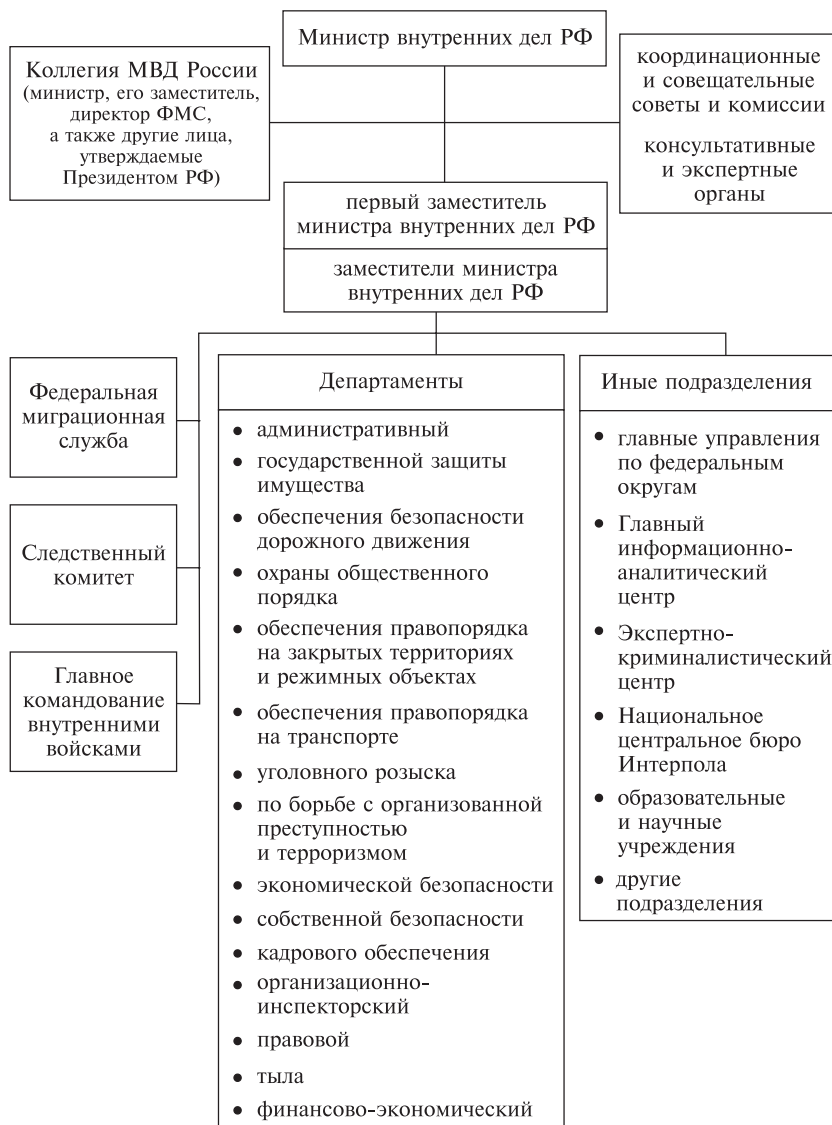 Министр внутренних дел РФ
Коллегия МВД России
(министр, его заместитель,
директор ФМС,
а также другие лица,
утверждаемые
Президентом РФ)
координационные
и совещательные
советы и комиссии
консультативные
и экспертные
органы
первый заместитель
министра внутренних дел РФ
заместители министра
внутренних дел РФ
Федеральная
миграционная
служба
Следственный
комитет
Главное
командование
внутренними
войсками
Департаменты
• административный
• государственной защиты
имущества
• обеспечения безопасности
дорожного движения
• охраны общественного
порядка
• обеспечения правопорядка
на закрытых территориях
и режимных объектах
• обеспечения правопорядка
на транспорте
• уголовного розыска
• по борьбе с организованной
преступностью
и терроризмом
• экономической безопасности
• собственной безопасности
• кадрового обеспечения
• организационно-
инспекторский
• правовой
• тыла
• финансово-экономический
Иные подразделения
• главные управления
по федеральным
округам
• Главный
информационно-
аналитический
центр
• Экспертно-
криминалистический
центр
• Национальное
центральное бюро
Интерпола
• образовательные
и научные
учреждения
• другие
подразделения